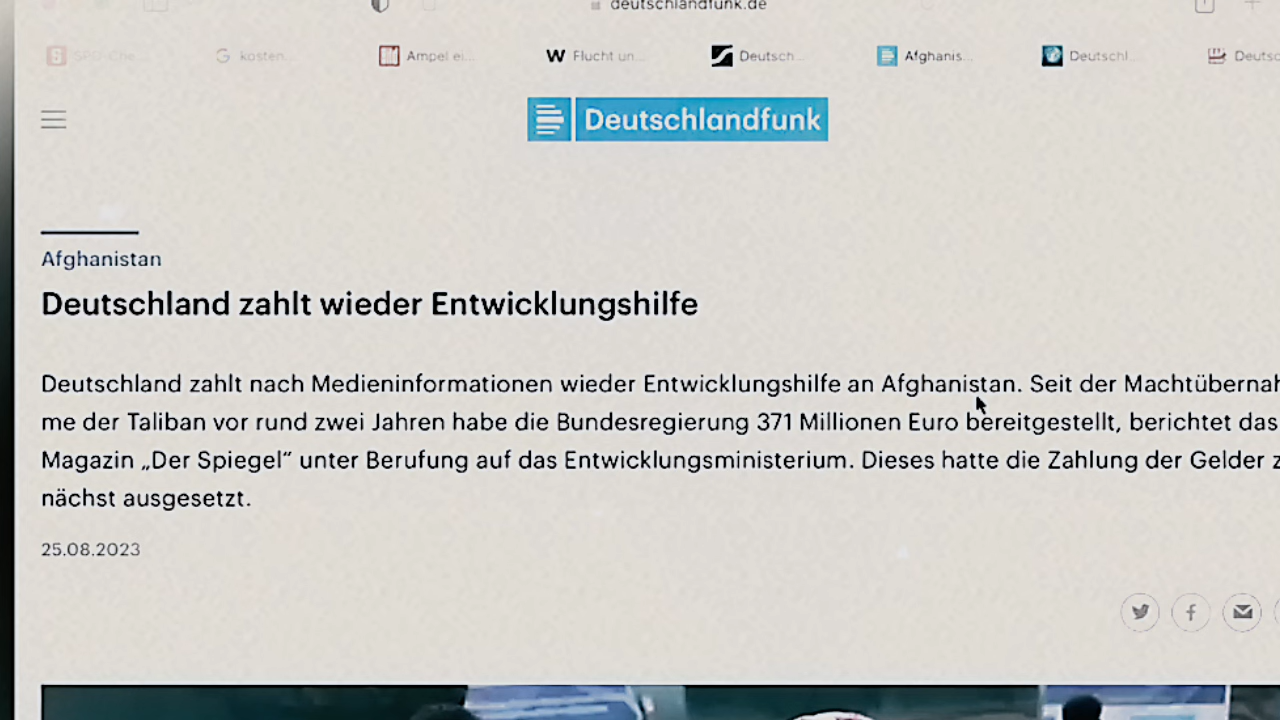 deutschlandfunk.de
SPD-Che...
kosten...
Ampel ei...
W Flucht un...
Deutsch...
Afghanis...
Deutschl...
Deutsc
Deutschlandfunk
Afghanistan
Deutschland zahlt wieder Entwicklungshilfe
Deutschland zahlt nach Medieninformationen wieder Entwicklungshilfe an Afghanistan. Seit der Machtübernah
me der Taliban vor rund zwei Jahren habe die Bundesregierung 371 Millionen Euro bereitgestellt, berichtet das
Magazin „Der Spiegel“ unter Berufung auf das Entwicklungsministerium. Dieses hatte die Zahlung der Gelder z
nächst ausgesetzt.
25.08.2023